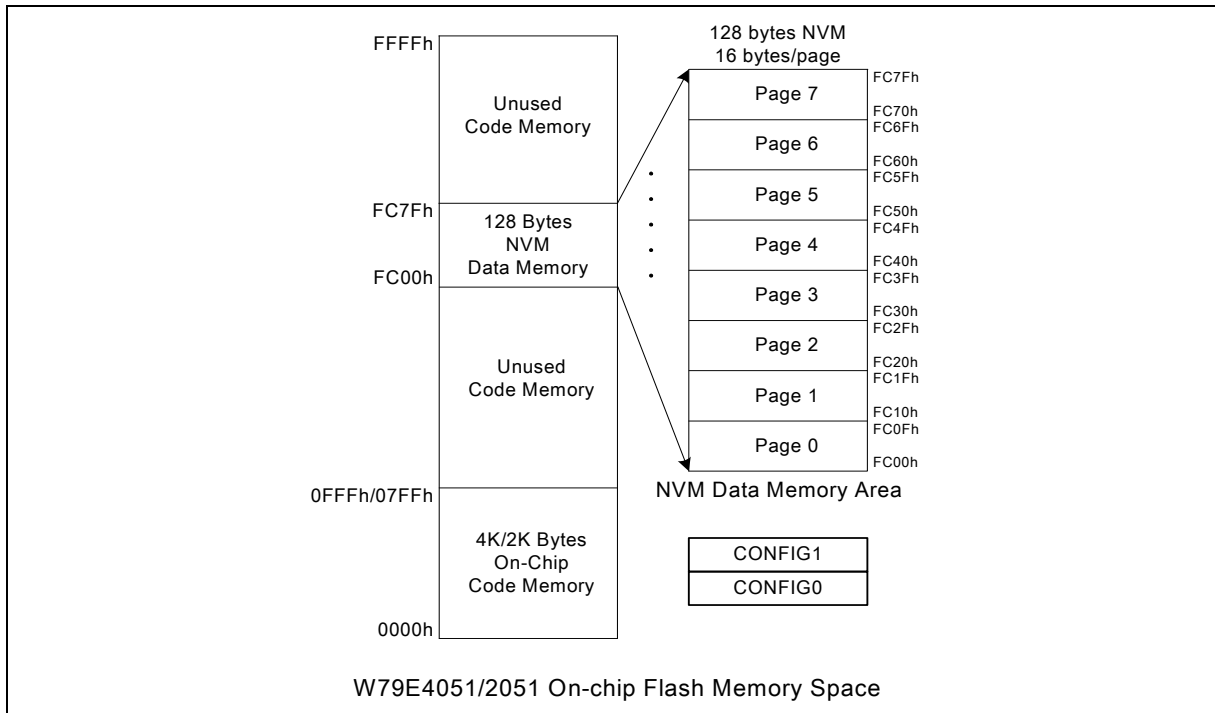 FFFFh
Unused
Code Memory
FC7Fh
128 Bytes
NVM
Data Memory
FC00h
Unused
Code Memory
0FFFh/07FFh
4K/2K Bytes
On-Chip
Code Memory
0000h
128 bytes NVM
16 bytes/page
Page 7
FC7Fh
FC70h
Page 6
FC6Fh
FC60h
Page 5
FC5Fh
FC50h
Page 4
FC4Fh
FC40h
Page 3
FC3Fh
FC30h
Page 2
FC2Fh
FC20h
Page 1
FC1Fh
FC10h
Page 0
FC0Fh
FC00h
NVM Data Memory Area
CONFIG1
CONFIG0
W79E4051/2051 On-chip Flash Memory Space